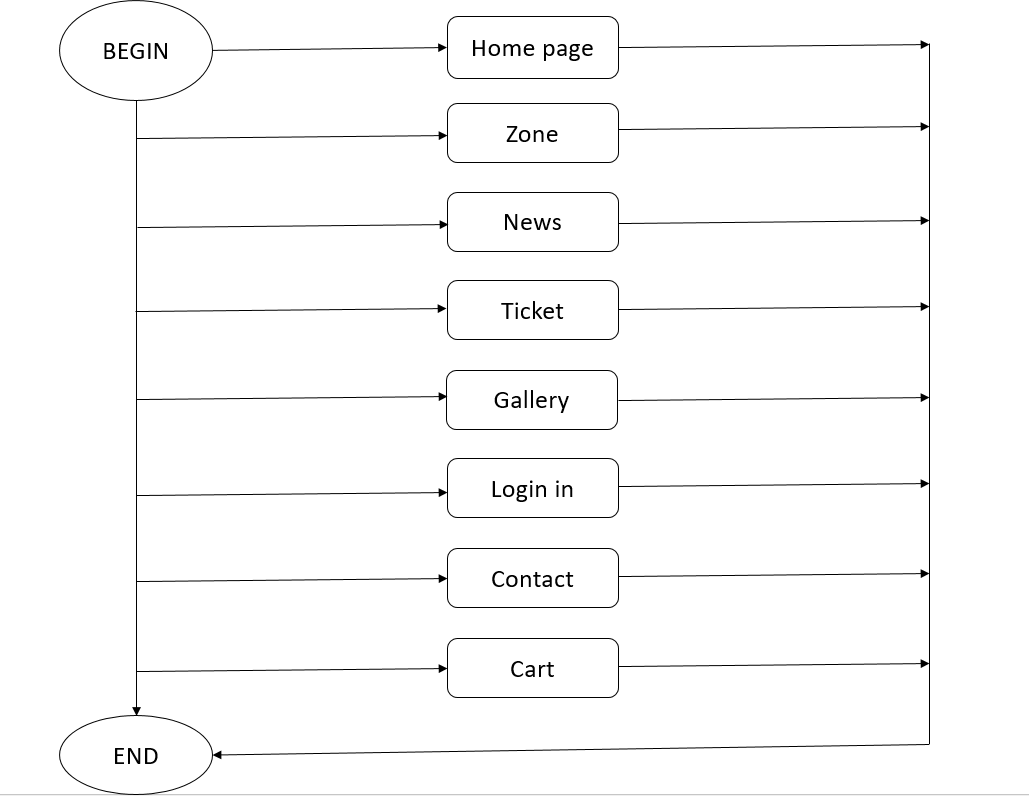 BEGIN
Home page
Zone
News
Ticket
Gallery
Login in
Contact
Cart
END